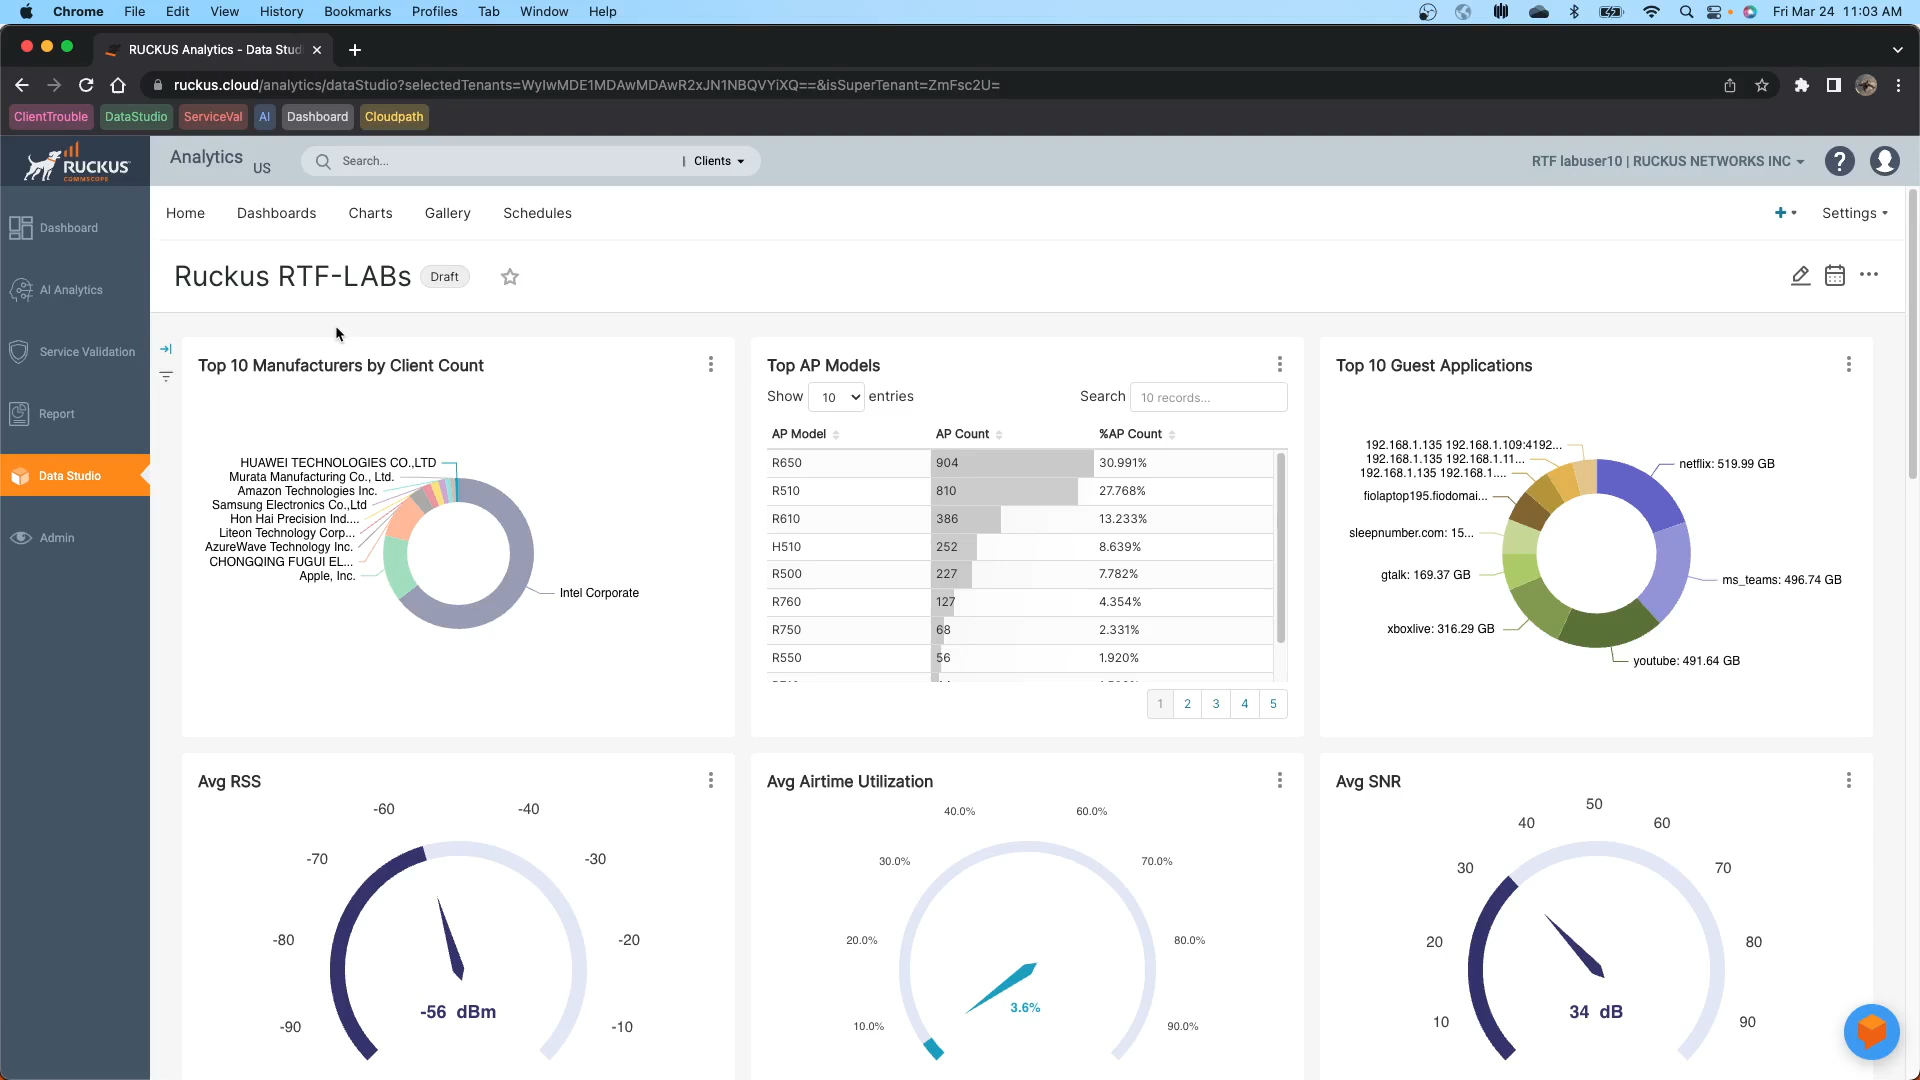 Chrome File Edit View History Bookmarks Profiles Tab Window Help
Fri Mar 24 11:03 AM
RUCKUS Analytics - Data Stud
ruckus.cloud/analytics/dataStudio?selectedTenants=WyIwMDE1MDAwMDAwR2xJN1NBQVYiXQ==&isSuperTenant=ZmFsc2U=
ClientTrouble DataStudio ServiceVal AI Dashboard Cloudpath
RUCKUS
COMMSCOPE
Analytics US
Search...
| Clients
RTF labuser10 | RUCKUS NETWORKS INC
?
Dashboard
AI Analytics
Service Validation
Report
Data Studio
Admin
Home Dashboards Charts Gallery Schedules
+ Settings
Ruckus RTF-LABs Draft
Top 10 Manufacturers by Client Count
HUAWEI TECHNOLOGIES CO.,LTD
Murata Manufacturing Co., Ltd.
Amazon Technologies Inc.
Samsung Electronics Co.,Ltd
Hon Hai Precision Ind....
Liteon Technology Corp...
AzureWave Technology Inc.
CHONGQING FUGUI EL...
Apple, Inc.
Intel Corporate
Top AP Models
Show 10 entries
Search 10 records...
AP Model AP Count %AP Count
R650 904 30.991%
R510 810 27.768%
R610 386 13.233%
H510 252 8.639%
R500 227 7.782%
R760 127 4.354%
R750 68 2.331%
R550 56 1.920%
1 2 3 4 5
Top 10 Guest Applications
192.168.1.135 192.168.1.109:4192...
192.168.1.135 192.168.1.11...
192.168.1.135 192.168.1....
fiolaptop195.fiodomai...
sleepnumber.com: 15...
gtalk: 169.37 GB
xboxlive: 316.29 GB
netflix: 519.99 GB
ms_teams: 496.74 GB
youtube: 491.64 GB
Avg RSS
-60 -40
-70 -30
-80 -20
-90 -10
-56 dBm
Avg Airtime Utilization
40.0% 60.0%
30.0% 70.0%
20.0% 80.0%
10.0% 90.0%
3.6%
Avg SNR
50
40 60
30 70
20 80
10 90
34 dB